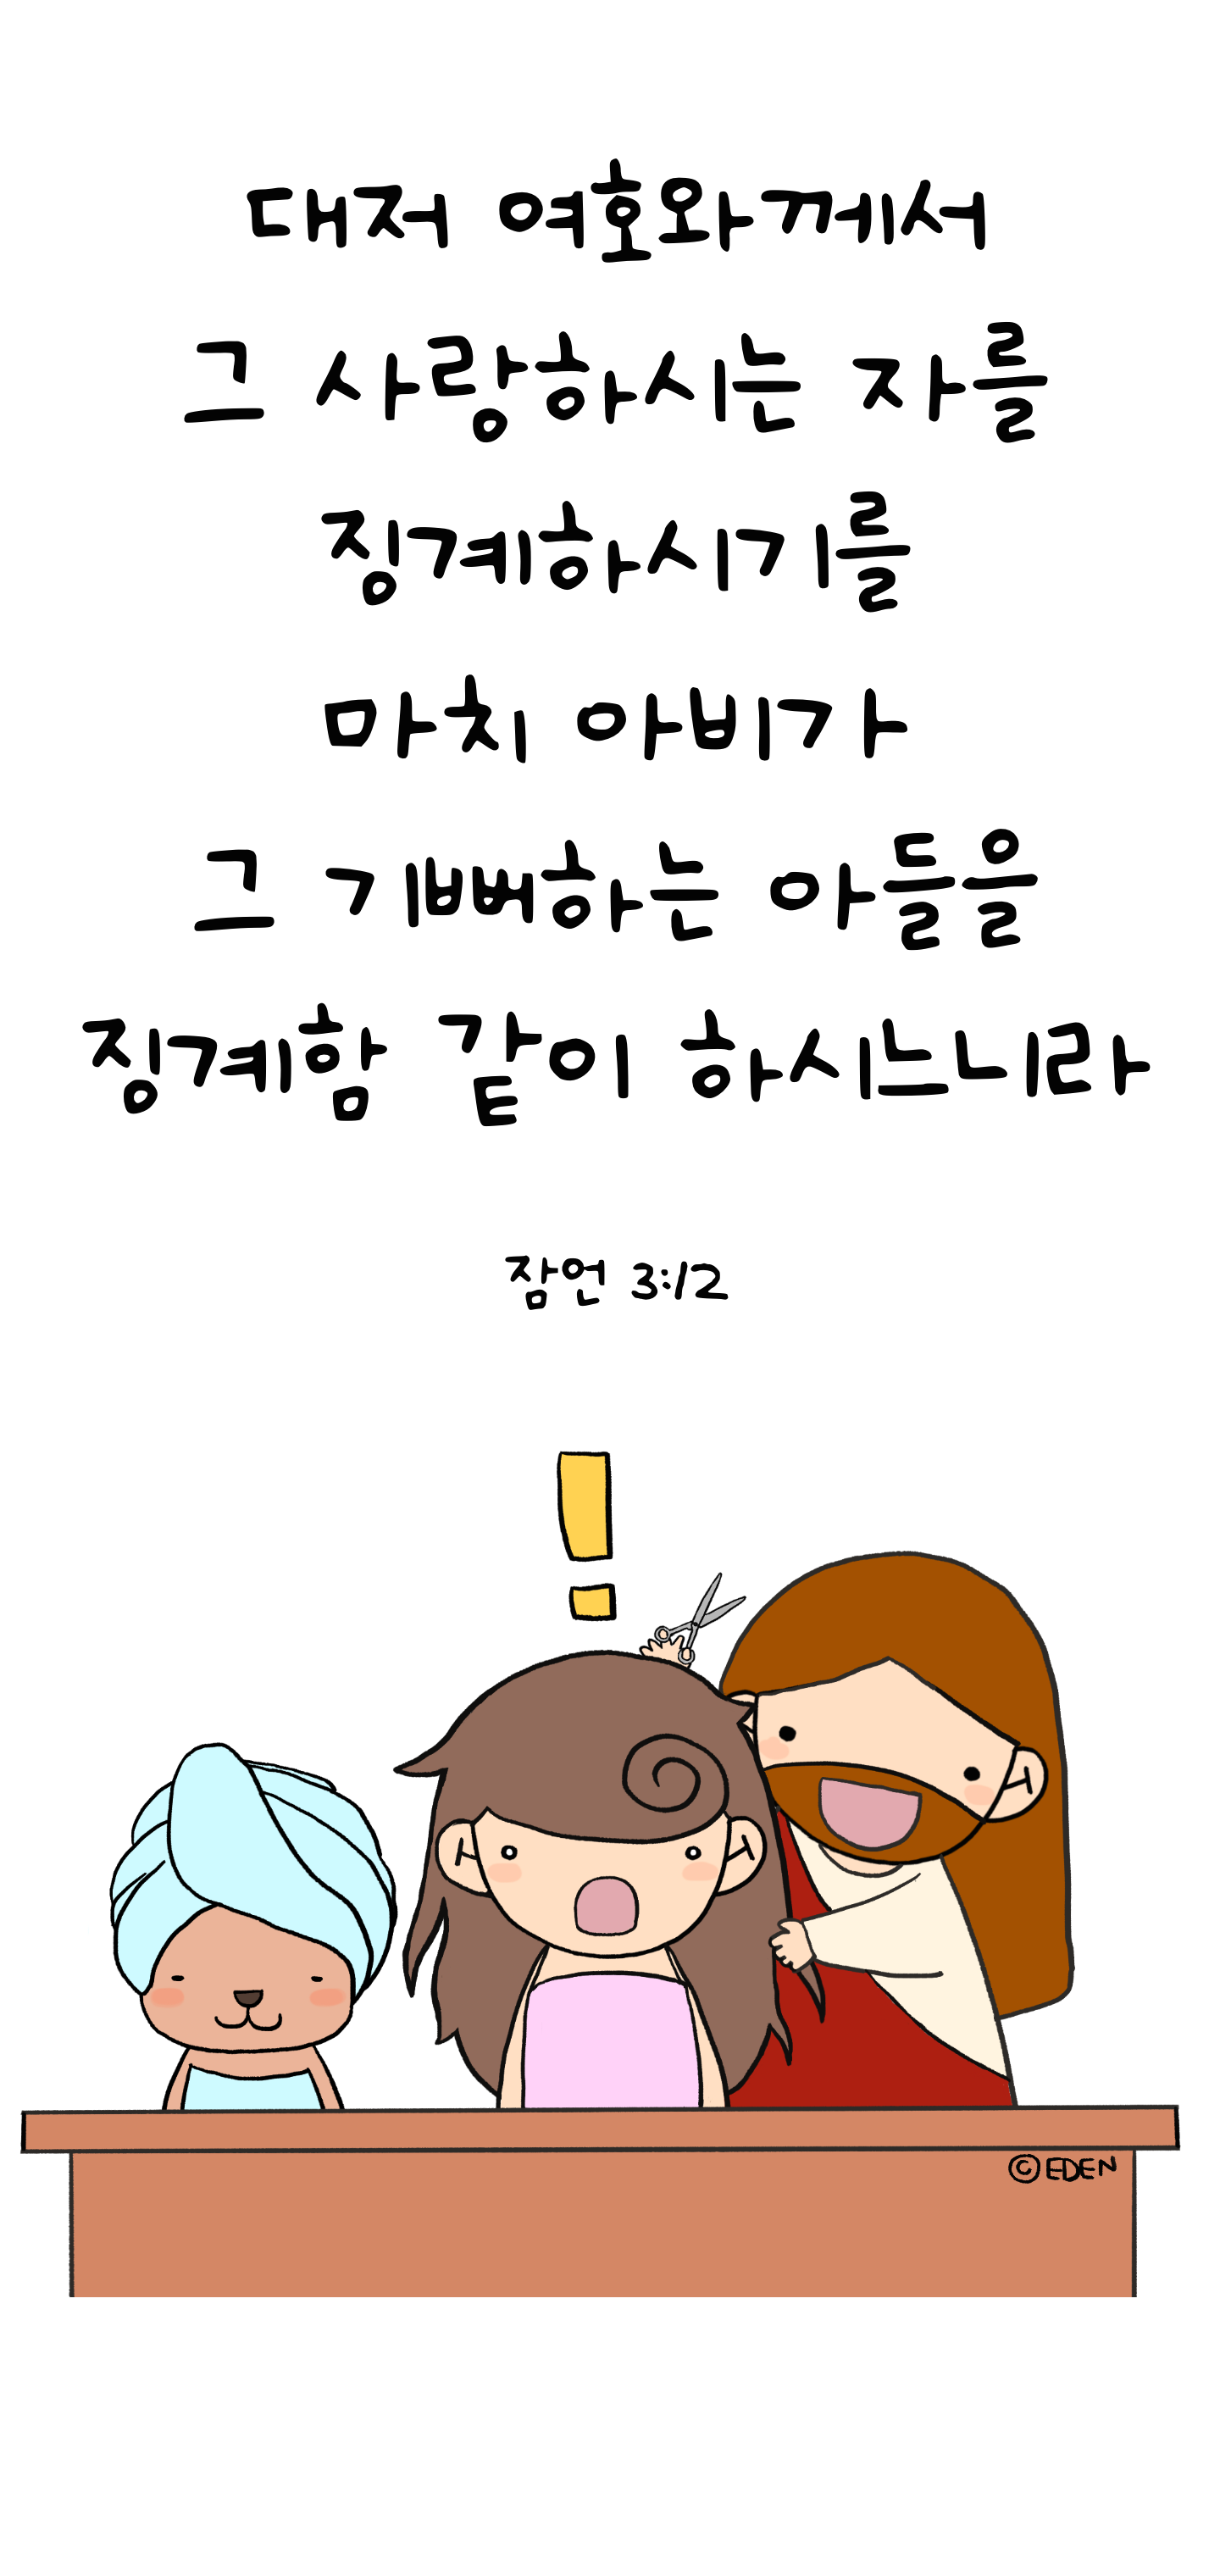 대저 여호와께서
그 사랑하시는 자를
징계하시기를
마치 아비가
그 기뻐하는 아들을
징계함 같이 하시느니라
잠언 3:12
!
©EDEN